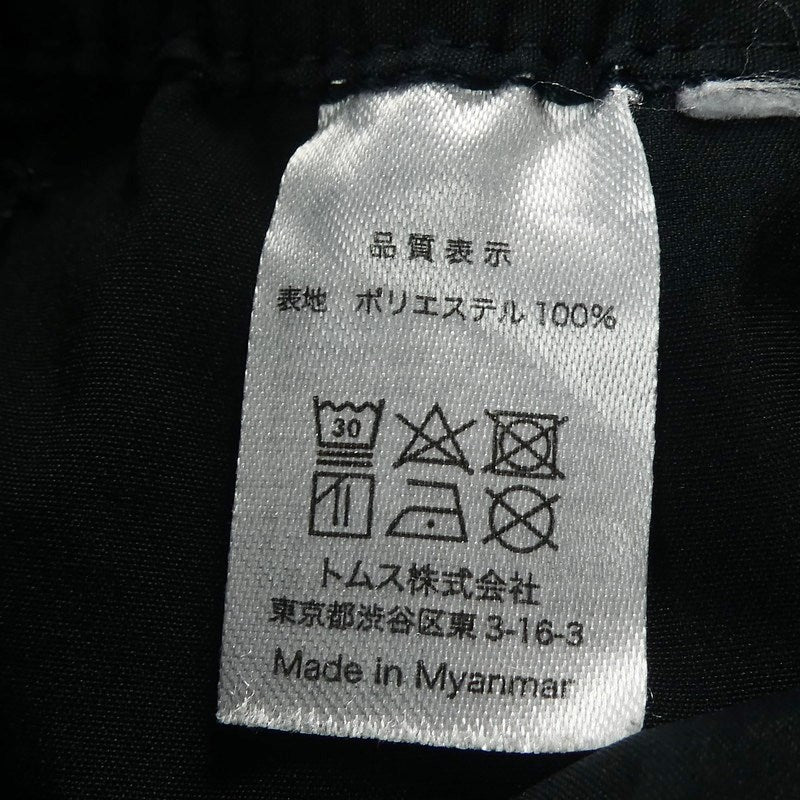 品質表示
表地 ポリエステル 100%
30
トムス株式会社
東京都渋谷区東 3-16-3
Made in Myanmar